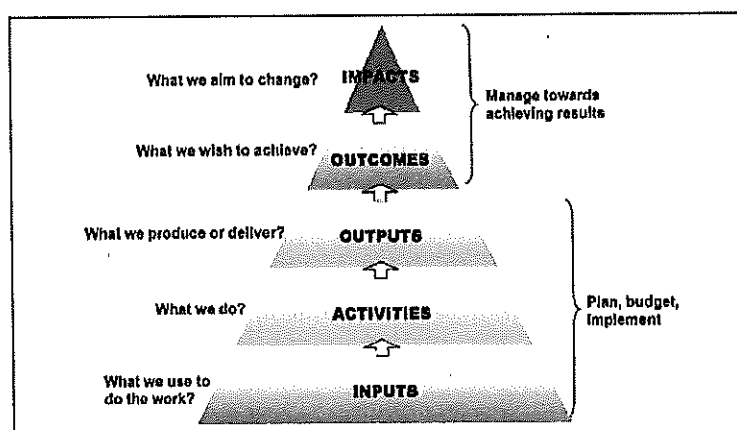 What we aim to change?
IMPACTS
Manage towards
achieving results
What we wish to achieve?
OUTCOMES
What we produce or deliver?
OUTPUTS
What we do?
ACTIVITIES
Plan, budget,
Implement
What we use to
do the work?
INPUTS